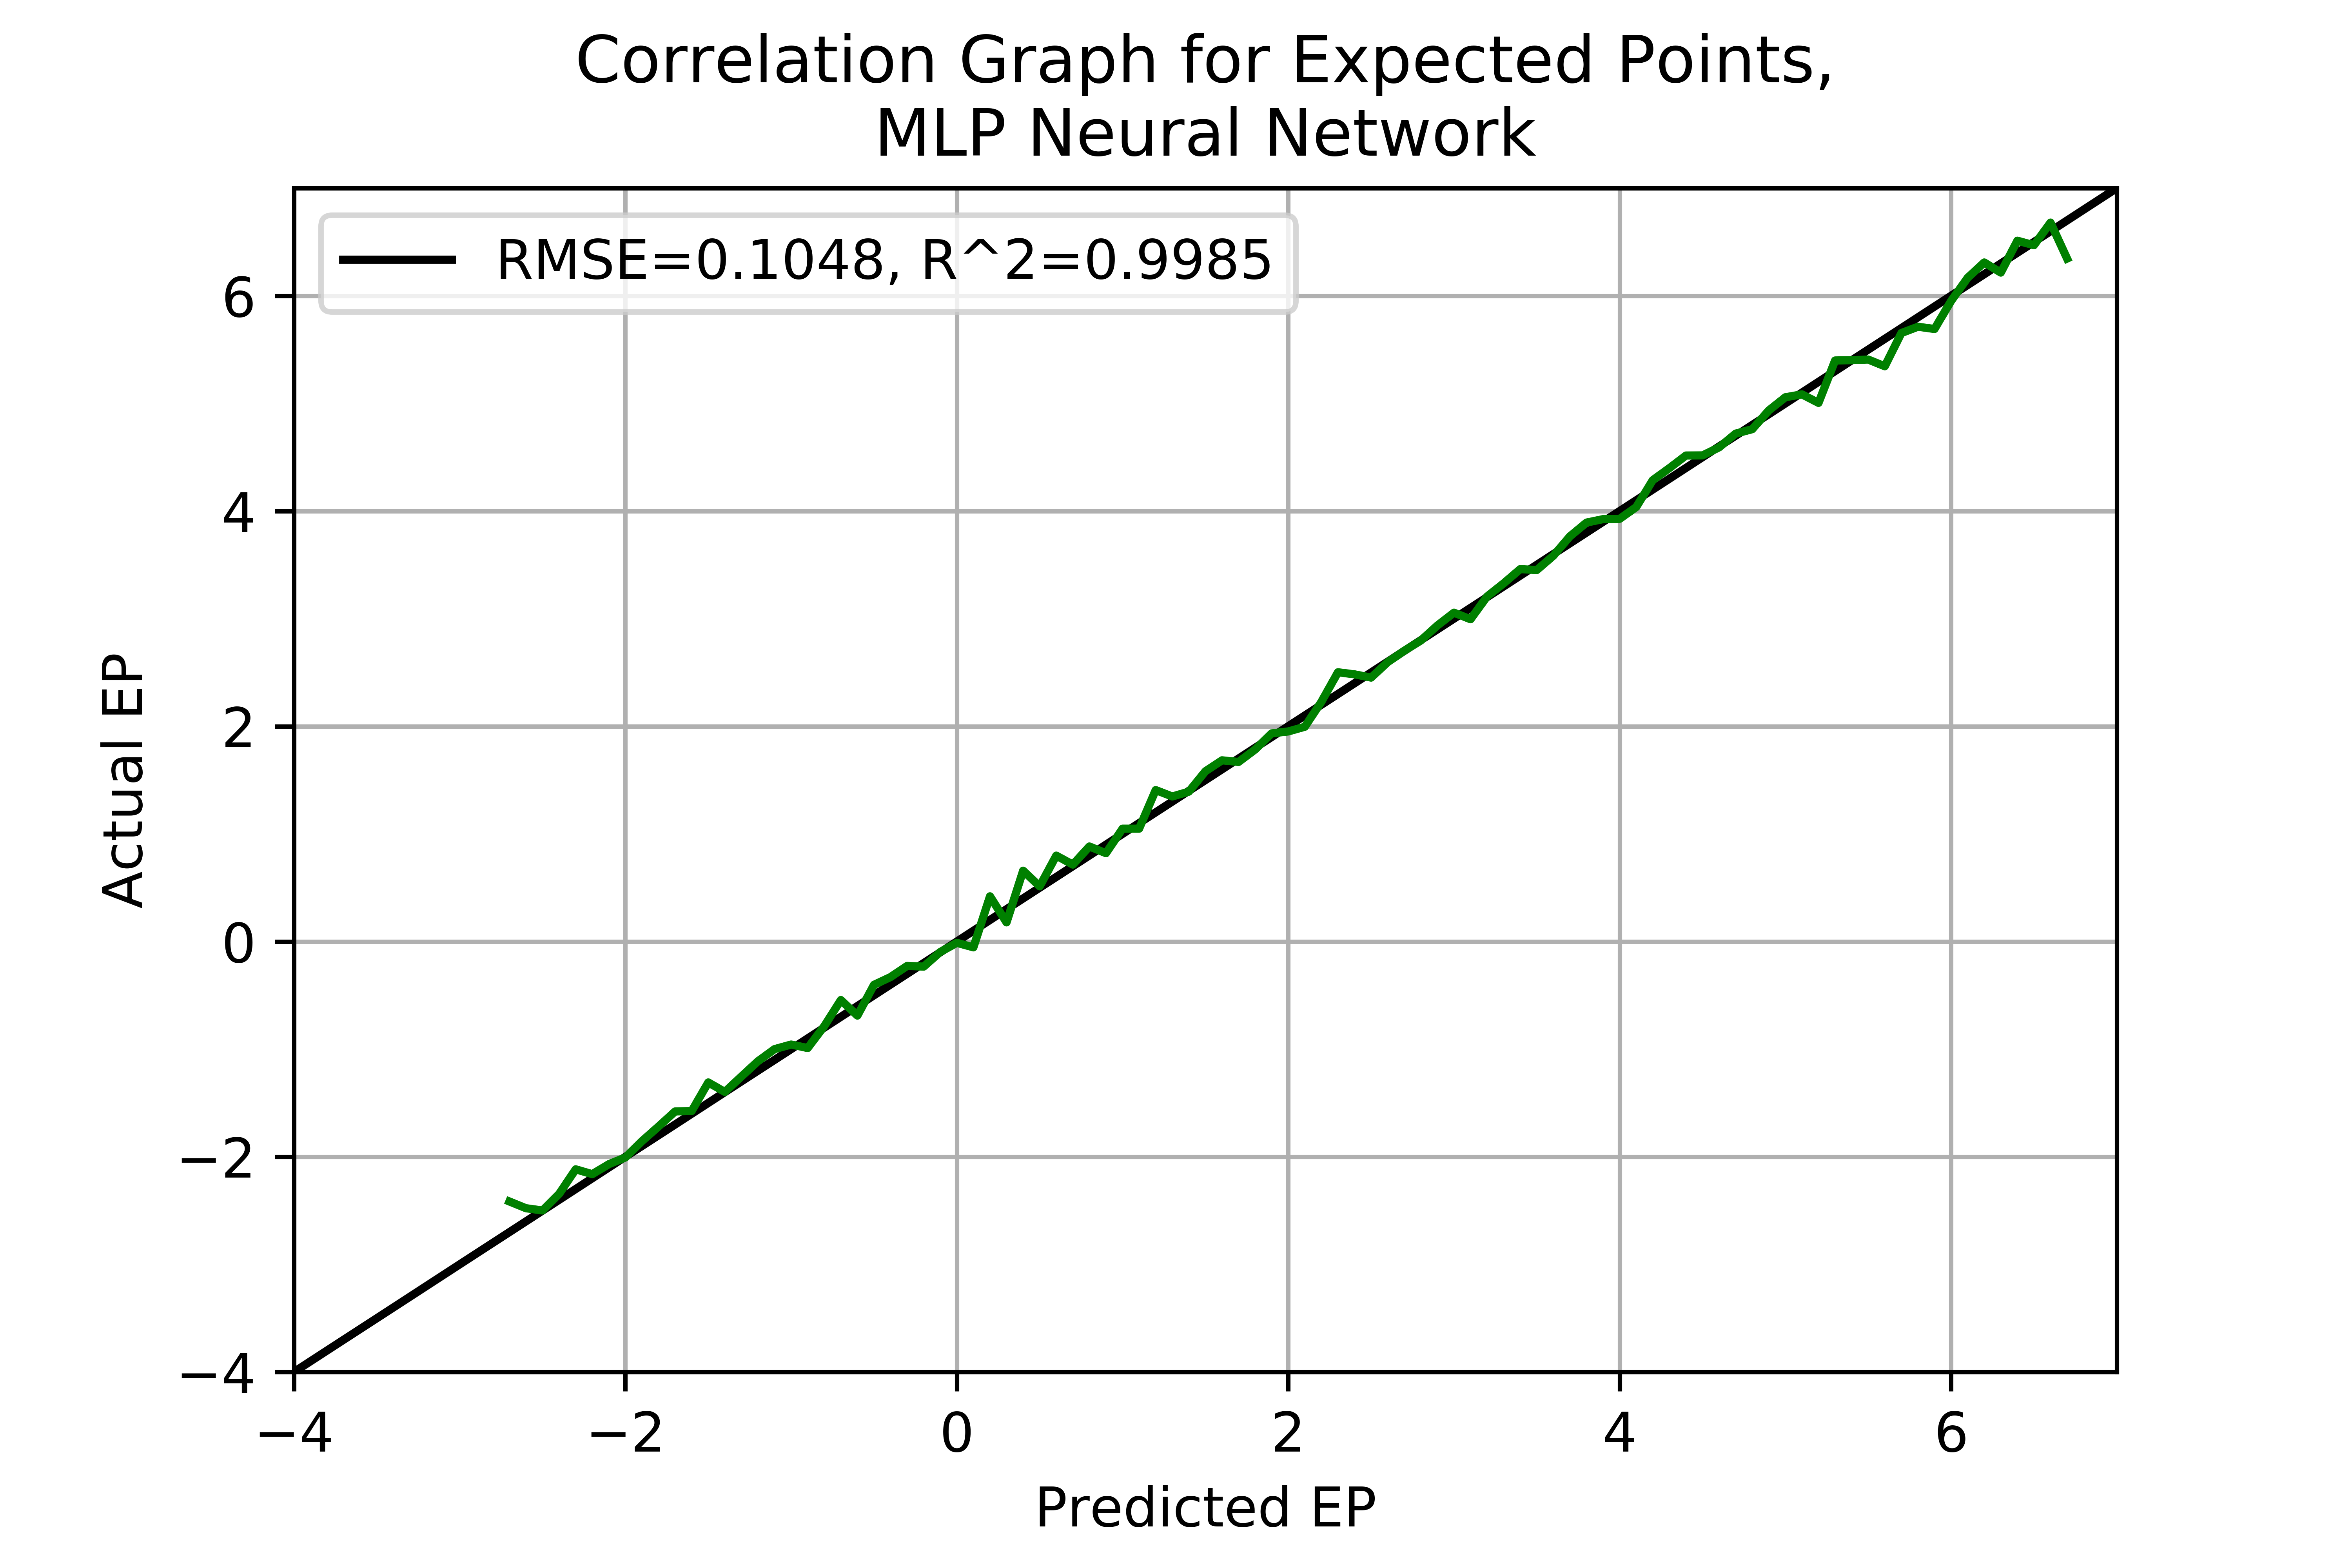 Correlation Graph for Expected Points,
MLP Neural Network
RMSE=0.1048, R^2=0.9985
6
4
2
0
−2
−4
Actual EP
−4 −2 0 2 4 6
Predicted EP